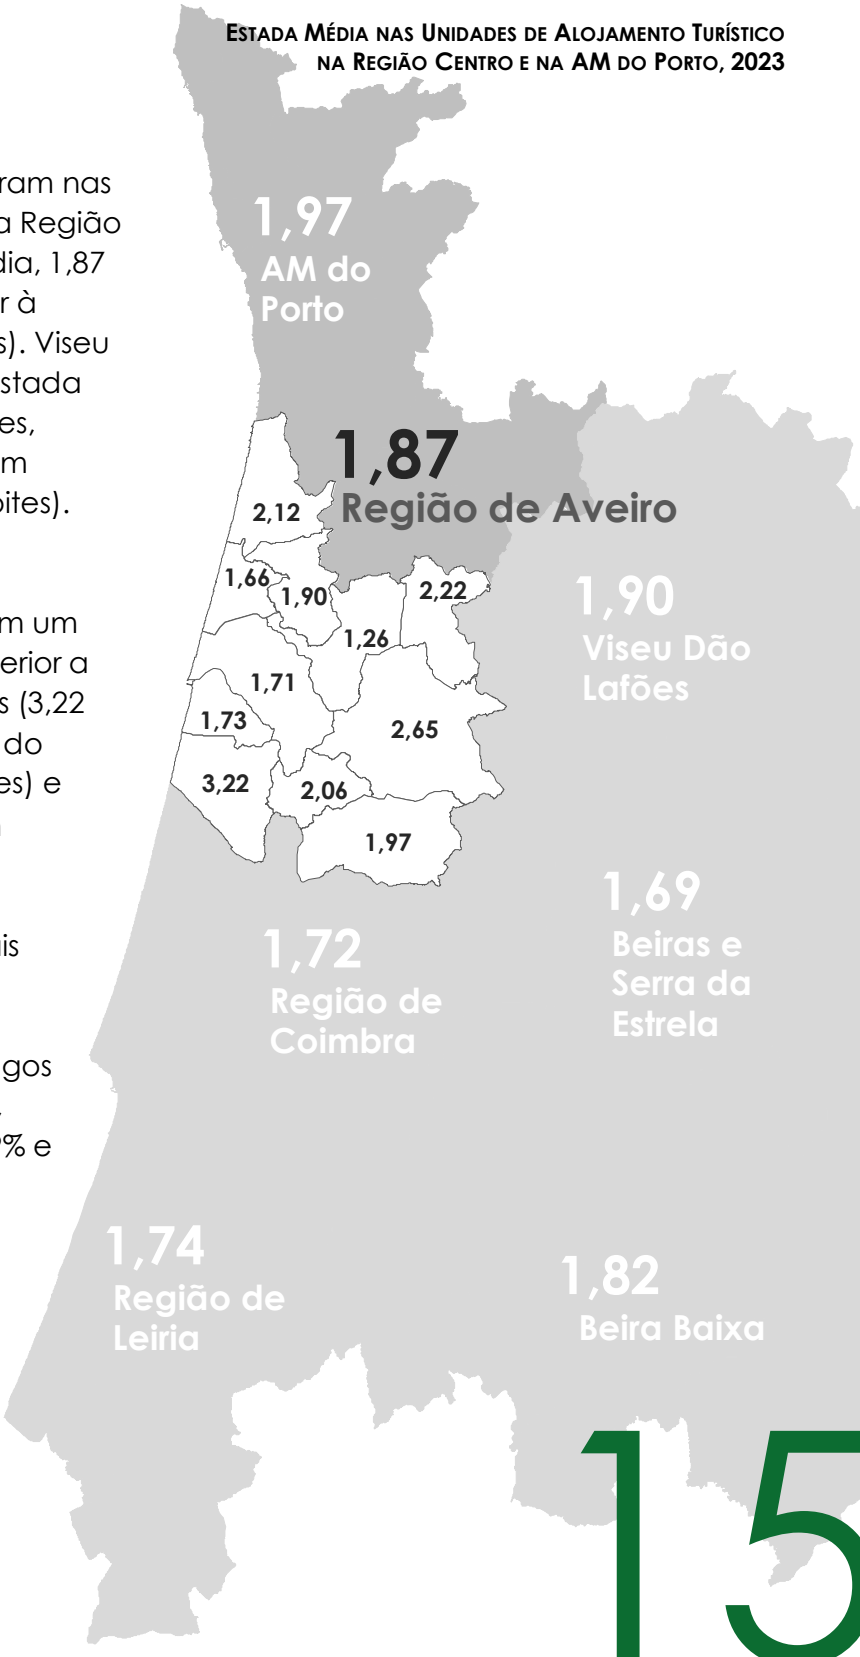 ESTADA MÉDIA NAS UNIDADES DE ALOJAMENTO TURÍSTICO
NA REGIÃO CENTRO E NA AM DO PORTO, 2023
ram nas
a Região
dia, 1,87
r à
s). Viseu
stada
es,
m
oites).
m um
erior a
s (3,22
do
es) e
is
gos
% e
1,97
AM do
Porto
1,87
Região de Aveiro
2,12
1,66
1,90
2,22
1,26
1,71
1,73
2,65
3,22
2,06
1,97
1,90
Viseu Dão
Lafões
1,69
Beiras e
Serra da
Estrela
1,72
Região de
Coimbra
1,74
Região de
Leiria
1,82
Beira Baixa
15